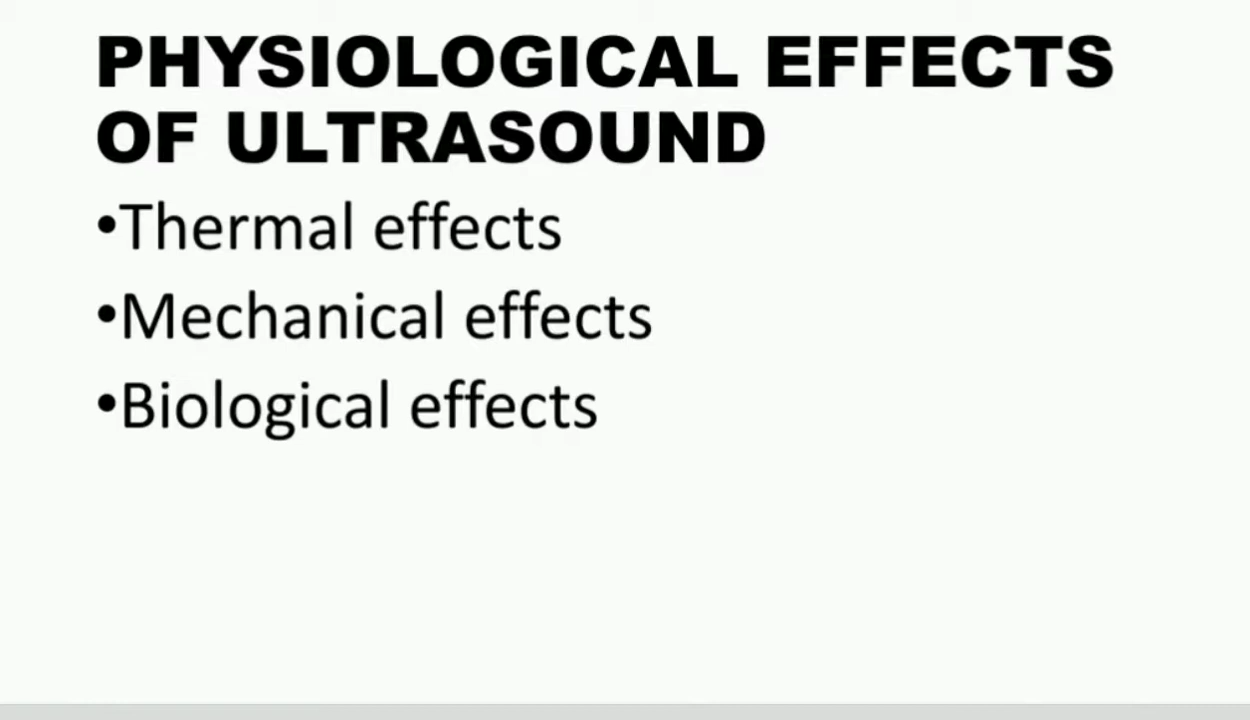 PHYSIOLOGICAL EFFECTS
OF ULTRASOUND
•Thermal effects
•Mechanical effects
•Biological effects